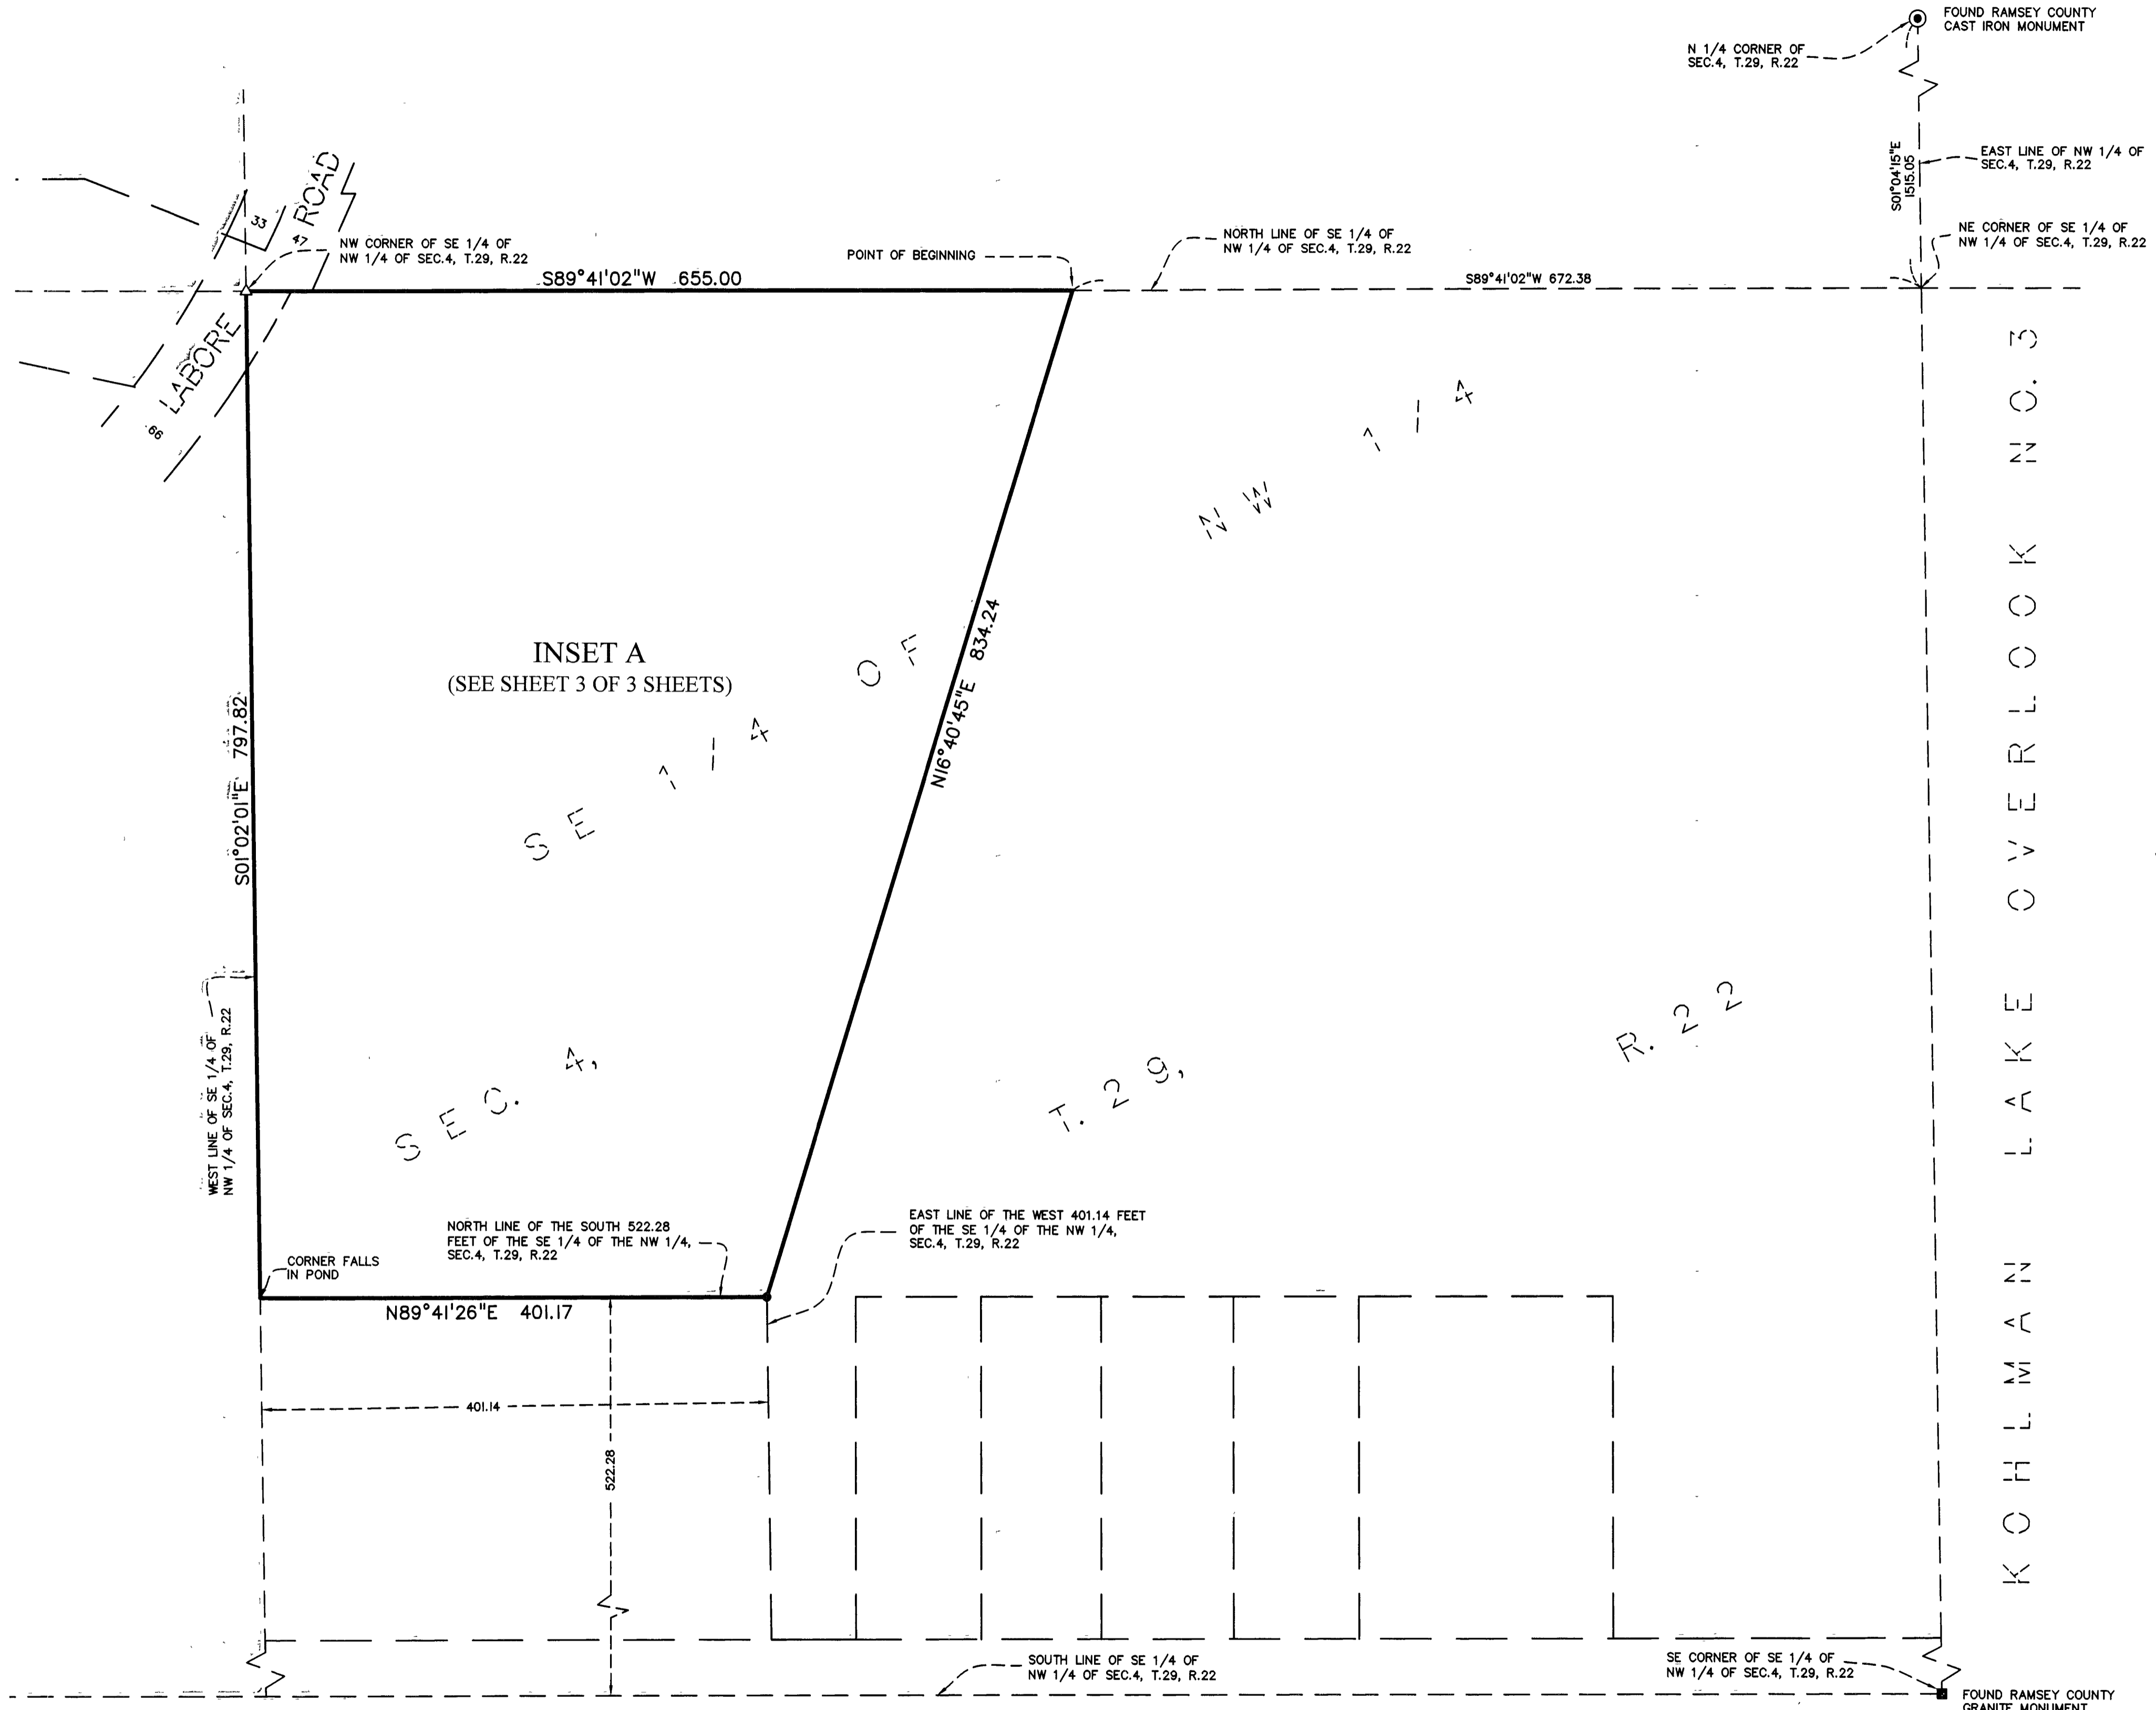 FOUND RAMSEY COUNTY
CAST IRON MONUMENT
N 1/4 CORNER OF
SEC.4, T.29, R.22
S01°04'15"E
1515.05
EAST LINE OF NW 1/4 OF
SEC.4, T.29, R.22
ROAD
33
47
NW CORNER OF SE 1/4 OF
NW 1/4 OF SEC.4, T.29, R.22
POINT OF BEGINNING
NORTH LINE OF SE 1/4 OF
NW 1/4 OF SEC.4, T.29, R.22
NE CORNER OF SE 1/4 OF
NW 1/4 OF SEC.4, T.29, R.22
S89°41'02"W 655.00
S89°41'02"W 672.38
LABORE
66
KOHLMAN LAKE OVERLOOK NO. 3
INSET A
(SEE SHEET 3 OF 3 SHEETS)
SE 1/4 OF NW 1/4
N16°40'45"E 834.24
S01°02'01"E 797.82
WEST LINE OF SE 1/4 OF
NW 1/4 OF SEC.4, T.29, R.22
SEC. 4, T. 29, R. 22
NORTH LINE OF THE SOUTH 522.28
FEET OF THE SE 1/4 OF THE NW 1/4,
SEC.4, T.29, R.22
EAST LINE OF THE WEST 401.14 FEET
OF THE SE 1/4 OF THE NW 1/4,
SEC.4, T.29, R.22
CORNER FALLS
IN POND
N89°41'26"E 401.17
401.14
522.28
SOUTH LINE OF SE 1/4 OF
NW 1/4 OF SEC.4, T.29, R.22
SE CORNER OF SE 1/4 OF
NW 1/4 OF SEC.4, T.29, R.22
FOUND RAMSEY COUNTY
GRANITE MONUMENT